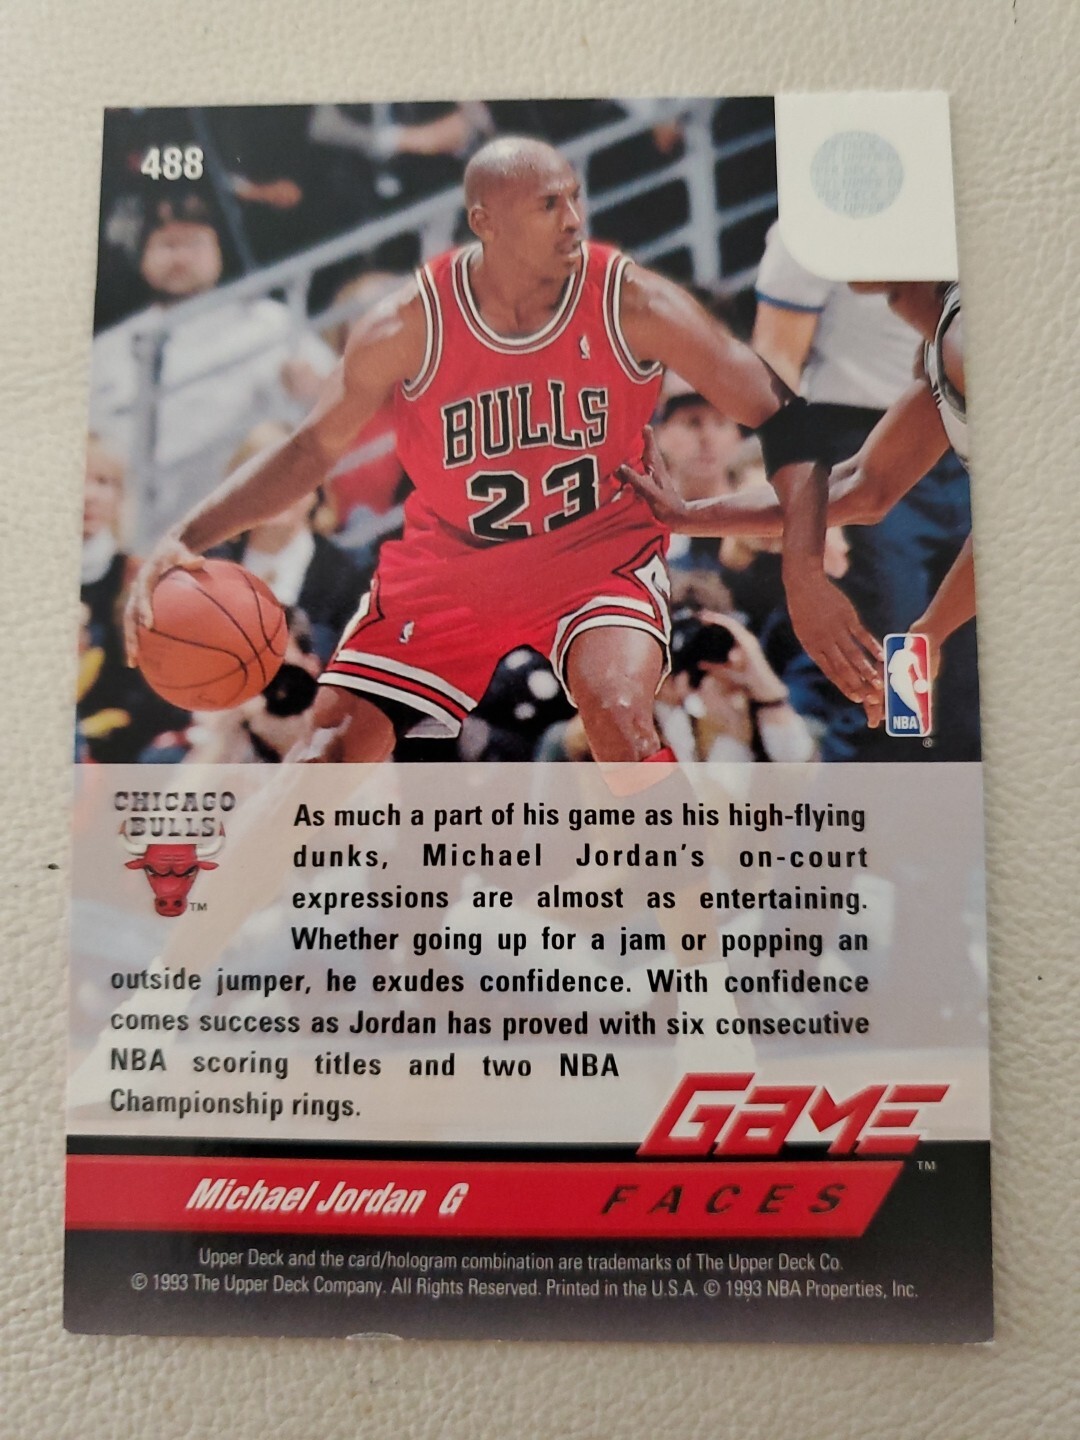 488
BULLS
23
NBA
®
CHICAGO
BULLS
TM
As much a part of his game as his high-flying
dunks, Michael Jordan's on-court
expressions are almost as entertaining.
Whether going up for a jam or popping an
outside jumper, he exudes confidence. With confidence
comes success as Jordan has proved with six consecutive
NBA scoring titles and two NBA
Championship rings.
GaME
TM
FACES
Michael Jordan G
Upper Deck and the card/hologram combination are trademarks of The Upper Deck Co.
© 1993 The Upper Deck Company. All Rights Reserved. Printed in the U.S.A. © 1993 NBA Properties, Inc.